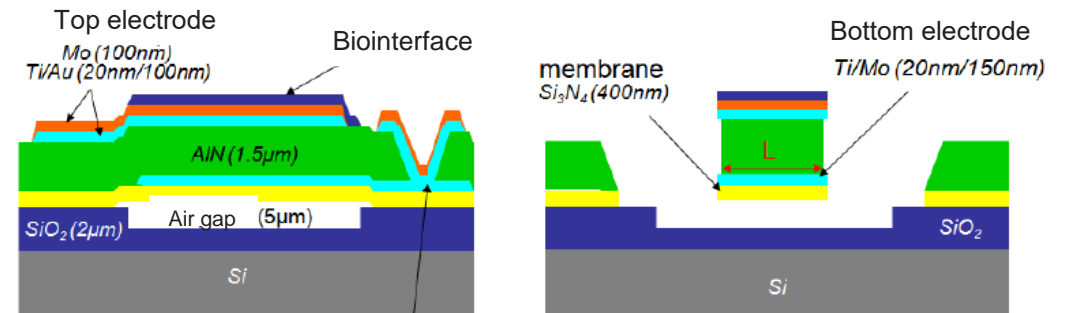 Top electrode
Mo (100nm)
Ti/Au (20nm/100nm)
Biointerface
AlN (1.5µm)
Air gap (5µm)
SiO₂ (2µm)
Si
Bottom electrode
Ti/Mo (20nm/150nm)
membrane
Si₃N₄ (400nm)
L
SiO₂
Si